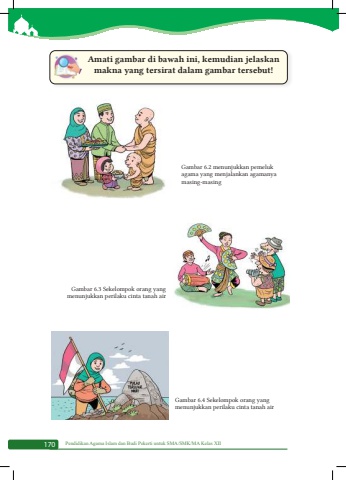 Amati gambar di bawah ini, kemudian jelaskan
makna yang tersirat dalam gambar tersebut!
Gambar 6.2 menunjukkan pemeluk
agama yang menjalankan agamanya
masing-masing
Gambar 6.3 Sekelompok orang yang
menunjukkan perilaku cinta tanah air
PULAU
Gambar 6.4 Sekelompok orang yang
menunjukkan perilaku cinta tanah air
170 Pendidikan Agama Islam dan Budi Pekerti untuk SMA/SMK/MA Kelas XII